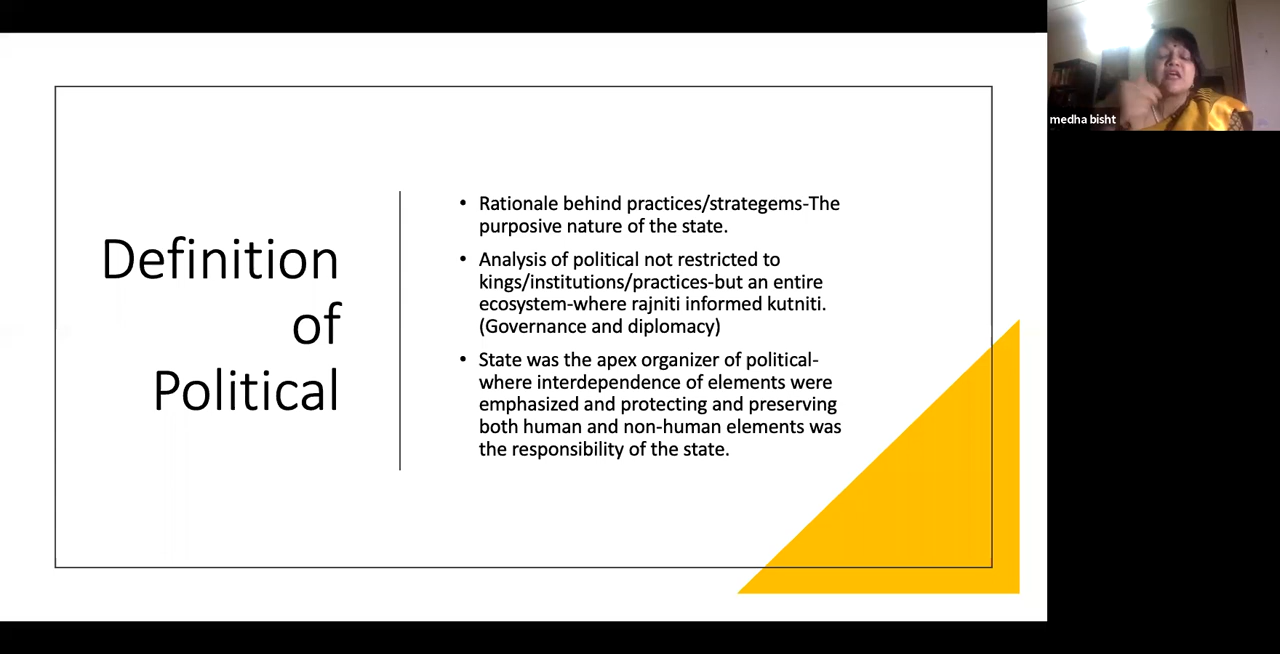 Definition
of
Political
• Rationale behind practices/strategems-The
purposive nature of the state.
• Analysis of political not restricted to
kings/institutions/practices-but an entire
ecosystem-where rajniti informed kutniti.
(Governance and diplomacy)
• State was the apex organizer of political-
where interdependence of elements were
emphasized and protecting and preserving
both human and non-human elements was
the responsibility of the state.
medha bisht